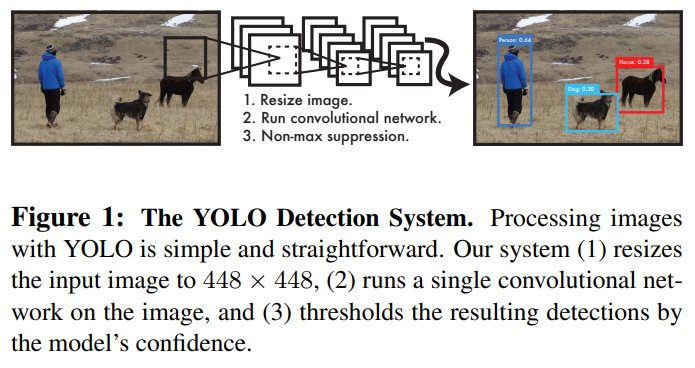 Person: 0.64
Horse: 0.28
Dog: 0.30
1. Resize image.
2. Run convolutional network.
3. Non-max suppression.
Figure 1: The YOLO Detection System. Processing images
with YOLO is simple and straightforward. Our system (1) resizes
the input image to 448 × 448, (2) runs a single convolutional net-
work on the image, and (3) thresholds the resulting detections by
the model's confidence.